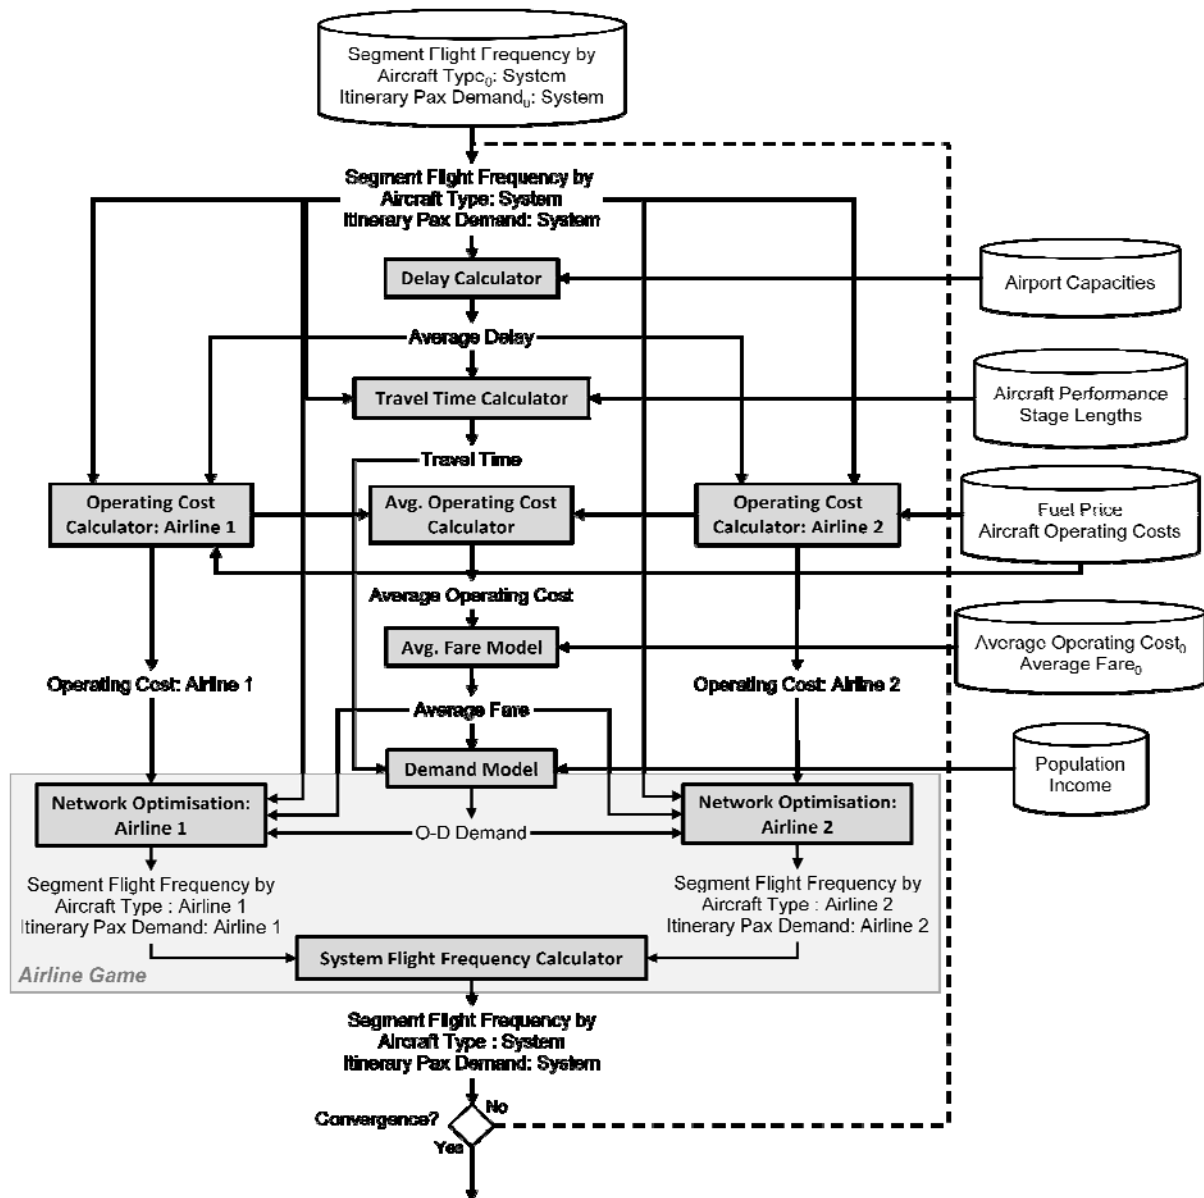 Segment Flight Frequency by
Aircraft Type0: System
Itinerary Pax Demand0: System
Segment Flight Frequency by
Aircraft Type: System
Itinerary Pax Demand: System
Delay Calculator
Airport Capacities
Average Delay
Travel Time Calculator
Aircraft Performance
Stage Lengths
Travel Time
Operating Cost
Calculator: Airline 1
Avg. Operating Cost
Calculator
Operating Cost
Calculator: Airline 2
Fuel Price
Aircraft Operating Costs
Average Operating Cost
Avg. Fare Model
Average Operating Cost0
Average Fare0
Operating Cost: Airline 1
Operating Cost: Airline 2
Average Fare
Demand Model
Population
Income
Network Optimisation:
Airline 1
O-D Demand
Network Optimisation:
Airline 2
Segment Flight Frequency by
Aircraft Type : Airline 1
Itinerary Pax Demand: Airline 1
Segment Flight Frequency by
Aircraft Type : Airline 2
Itinerary Pax Demand: Airline 2
System Flight Frequency Calculator
Airline Game
Segment Flight Frequency by
Aircraft Type : System
Itinerary Pax Demand: System
Convergence?
No
Yes